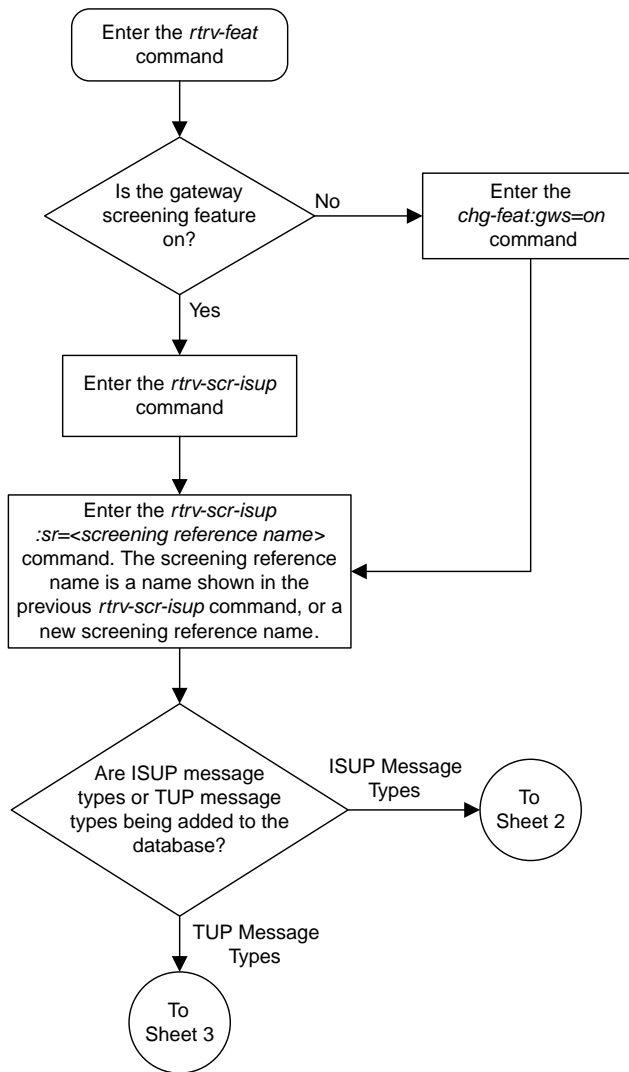 Enter the rtrv-feat
command
Is the gateway
screening feature
on?
No
Enter the
chg-feat:gws=on
command
Yes
Enter the rtrv-scr-isup
command
Enter the rtrv-scr-isup
:sr=<screening reference name>
command. The screening reference
name is a name shown in the
previous rtrv-scr-isup command, or a
new screening reference name.
Are ISUP message
types or TUP message
types being added to the
database?
ISUP Message
Types
To
Sheet 2
TUP Message
Types
To
Sheet 3